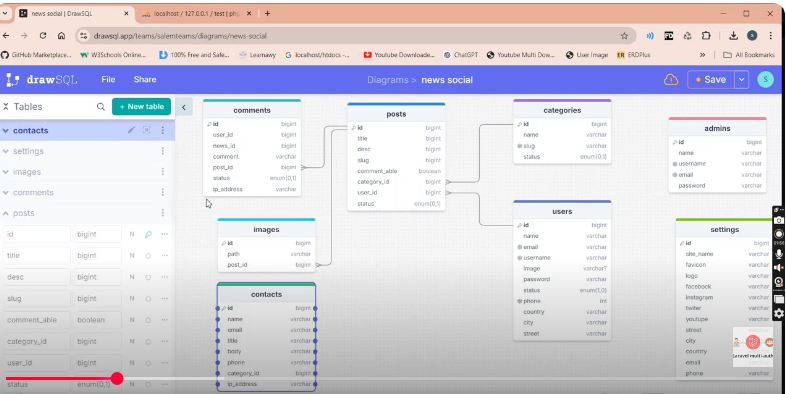 news social | DrawSQL
localhost / 127.0.0.1 / test | php
drawsql.app/teams/salemteams/diagrams/news-social
GitHub Marketplace...
W3Schools Online...
100% Free and Safe...
Learnawy
localhost/htdocs -...
Youtube Downloade...
ChatGPT
Youtube Multi Dow...
User Image
ERDPlus
All Bookmarks
drawSQL
File
Share
Diagrams > news social
Save
S
Tables
+ New table
contacts
settings
images
comments
posts
id bigint N
title bigint N
desc bigint N
slug bigint N
comment_able boolean N
category_id bigint N
user_id bigint N
status enum(0,1) N
comments
id bigint
user_id bigint
news_id bigint
comment varchar
post_id bigint
status enum(0,1)
ip_address varchar
images
id bigint
path varchar
post_id bigint
contacts
id bigint
name varchar
email varchar
title varchar
body varchar
phone varchar
category_id bigint
ip_address varchar
posts
id bigint
title bigint
desc bigint
slug bigint
comment_able boolean
category_id bigint
user_id bigint
status enum(0,1)
categories
id bigint
name varchar
slug varchar
status enum(0,1)
users
id bigint
name varchar
email varchar
username varchar
image varchar?
password varchar
status enum(1,0)
phone int
country varchar
city varchar
street varchar
admins
id bigint
name varchar
username varchar
email varchar
password varchar
settings
id bigint
site_name varchar
favicon varchar
logo varchar
facebook varchar
instagram varchar
twiter varchar
youtupe varchar
street
city
country
email
phone varchar
Laravel multi-auth